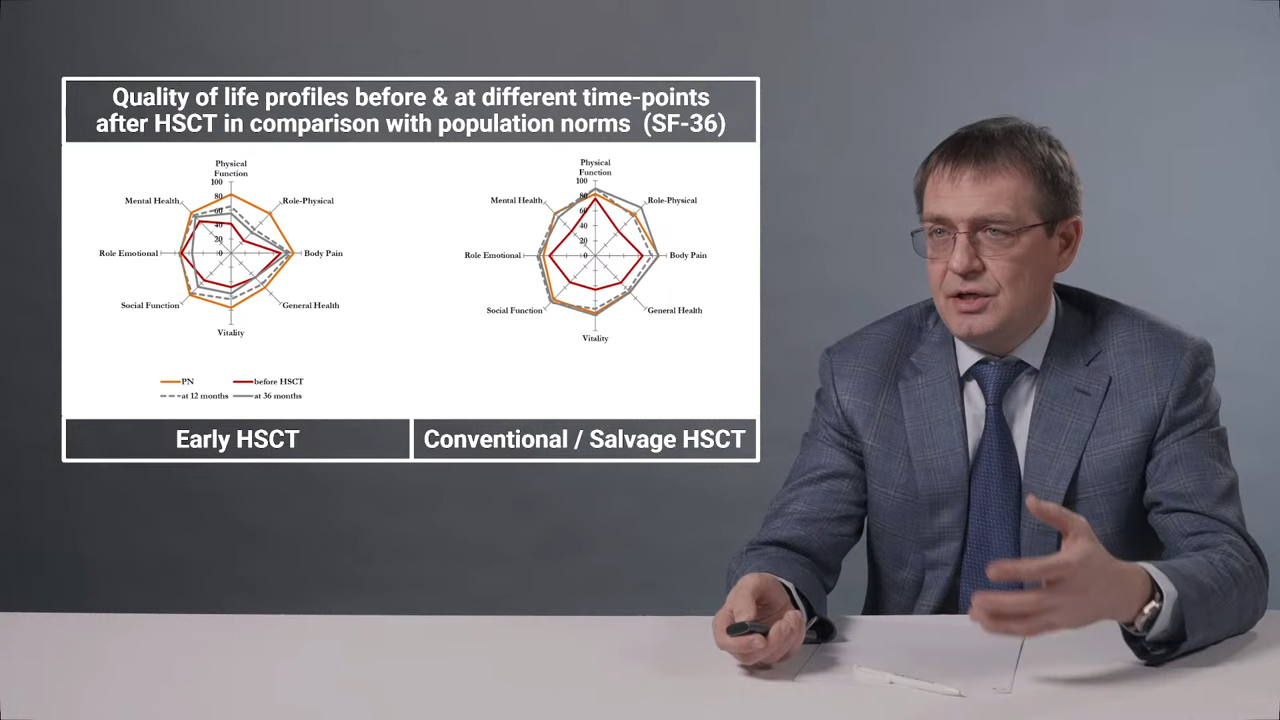 Quality of life profiles before & at different time-points
after HSCT in comparison with population norms (SF-36)
Physical
Function
100
80
60
40
20
0
Mental Health
Role-Physical
Role Emotional
Body Pain
Social Function
General Health
Vitality
PN
before HSCT
at 12 months
at 36 months
Physical
Function
100
80
60
40
20
0
Mental Health
Role-Physical
Role Emotional
Body Pain
Social Function
General Health
Vitality
Early HSCT
Conventional / Salvage HSCT